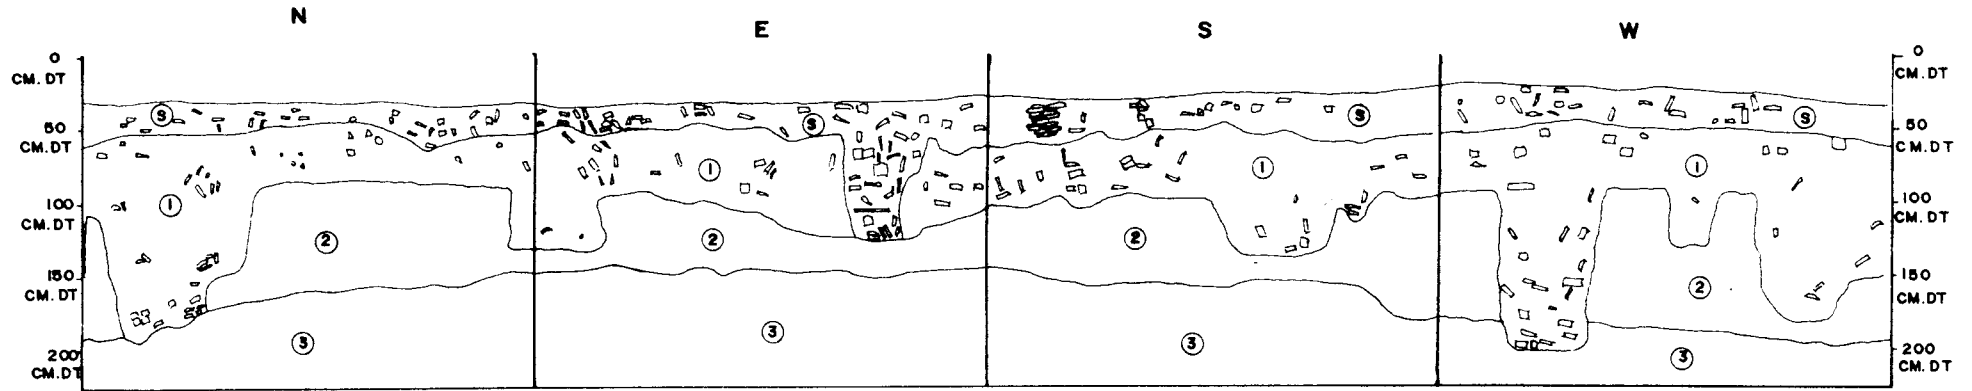 N E S W
0 0
CM.DT CM.DT
S S S S
50 50
CM.DT CM.DT
1 1 1 1
100 100
CM.DT CM.DT
2 2 2 2
150 150
CM.DT CM.DT
3 3 3 3
200 200
CM.DT CM.DT